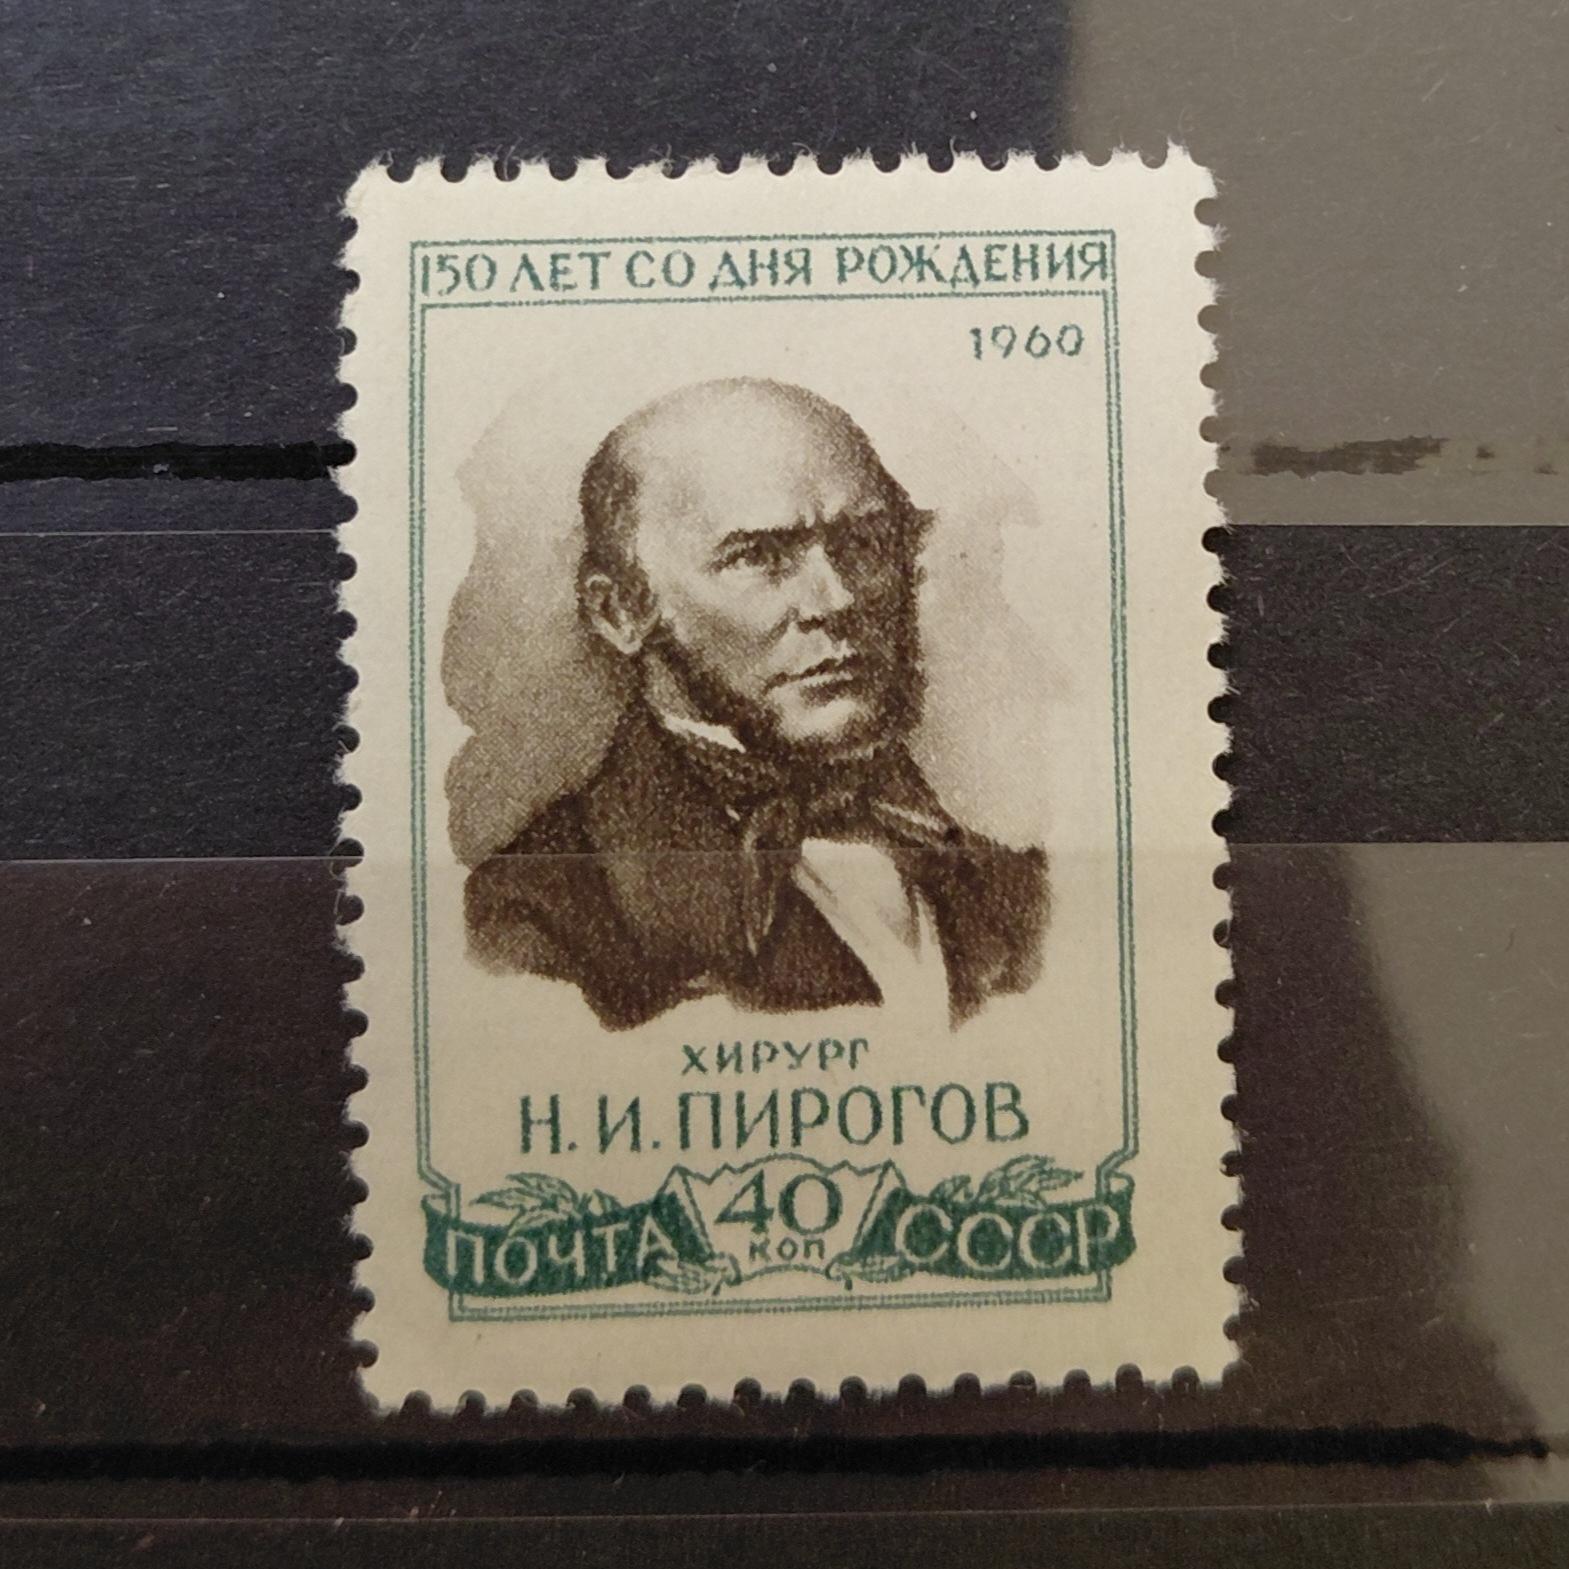 150 ЛЕТ СО ДНЯ РОЖДЕНИЯ
1960
ХИРУРГ
Н. И. ПИРОГОВ
ПОЧТА 40 СССР
КОП